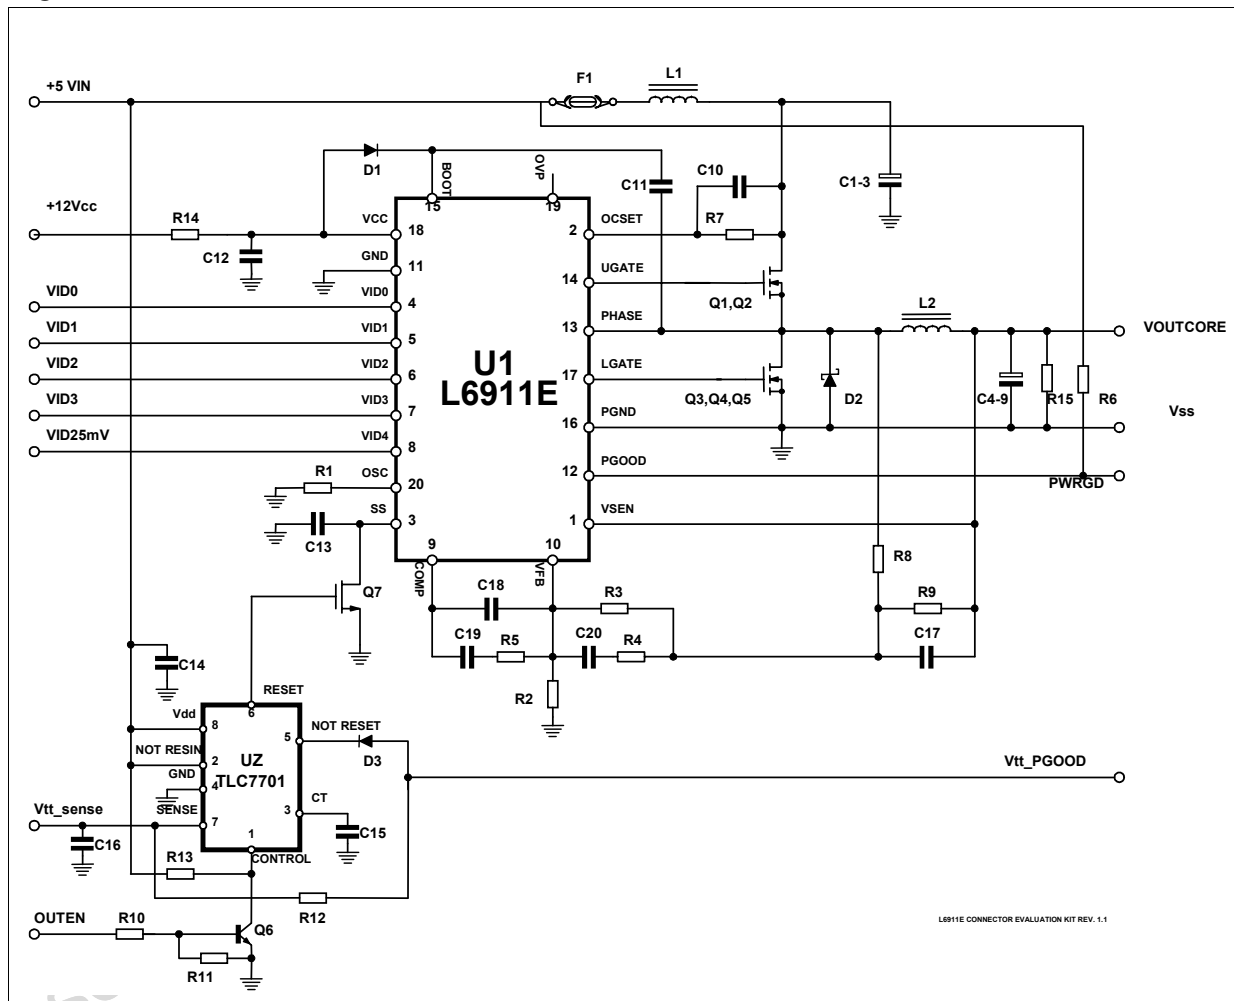 +5 VIN
F1
L1
D1
BOOT
OVP
C11
C10
C1-3
+12Vcc
R14
C12
VCC
15
19
18
GND
11
OCSET
2
R7
UGATE
14
Q1,Q2
VID0
VID0
4
VID1
VID1
5
VID2
VID2
6
VID3
VID3
7
VID25mV
VID4
8
U1
L6911E
PHASE
13
L2
VOUTCORE
LGATE
17
Q3,Q4,Q5
D2
C4-9
R15
R6
PGND
16
Vss
PGOOD
12
PWRGD
VSEN
1
R1
OSC
20
SS
3
C13
9
10
COMP
VFB
Q7
C18
R3
R8
R9
C19
R5
C20
R4
C17
R2
C14
RESET
6
Vdd
8
NOT RESIN
2
GND
4
SENSE
7
UZ
TLC7701
NOT RESET
5
D3
Vtt_PGOOD
CT
3
C15
1
CONTROL
Vtt_sense
C16
R13
R12
OUTEN
R10
Q6
R11
L6911E CONNECTOR EVALUATION KIT REV. 1.1